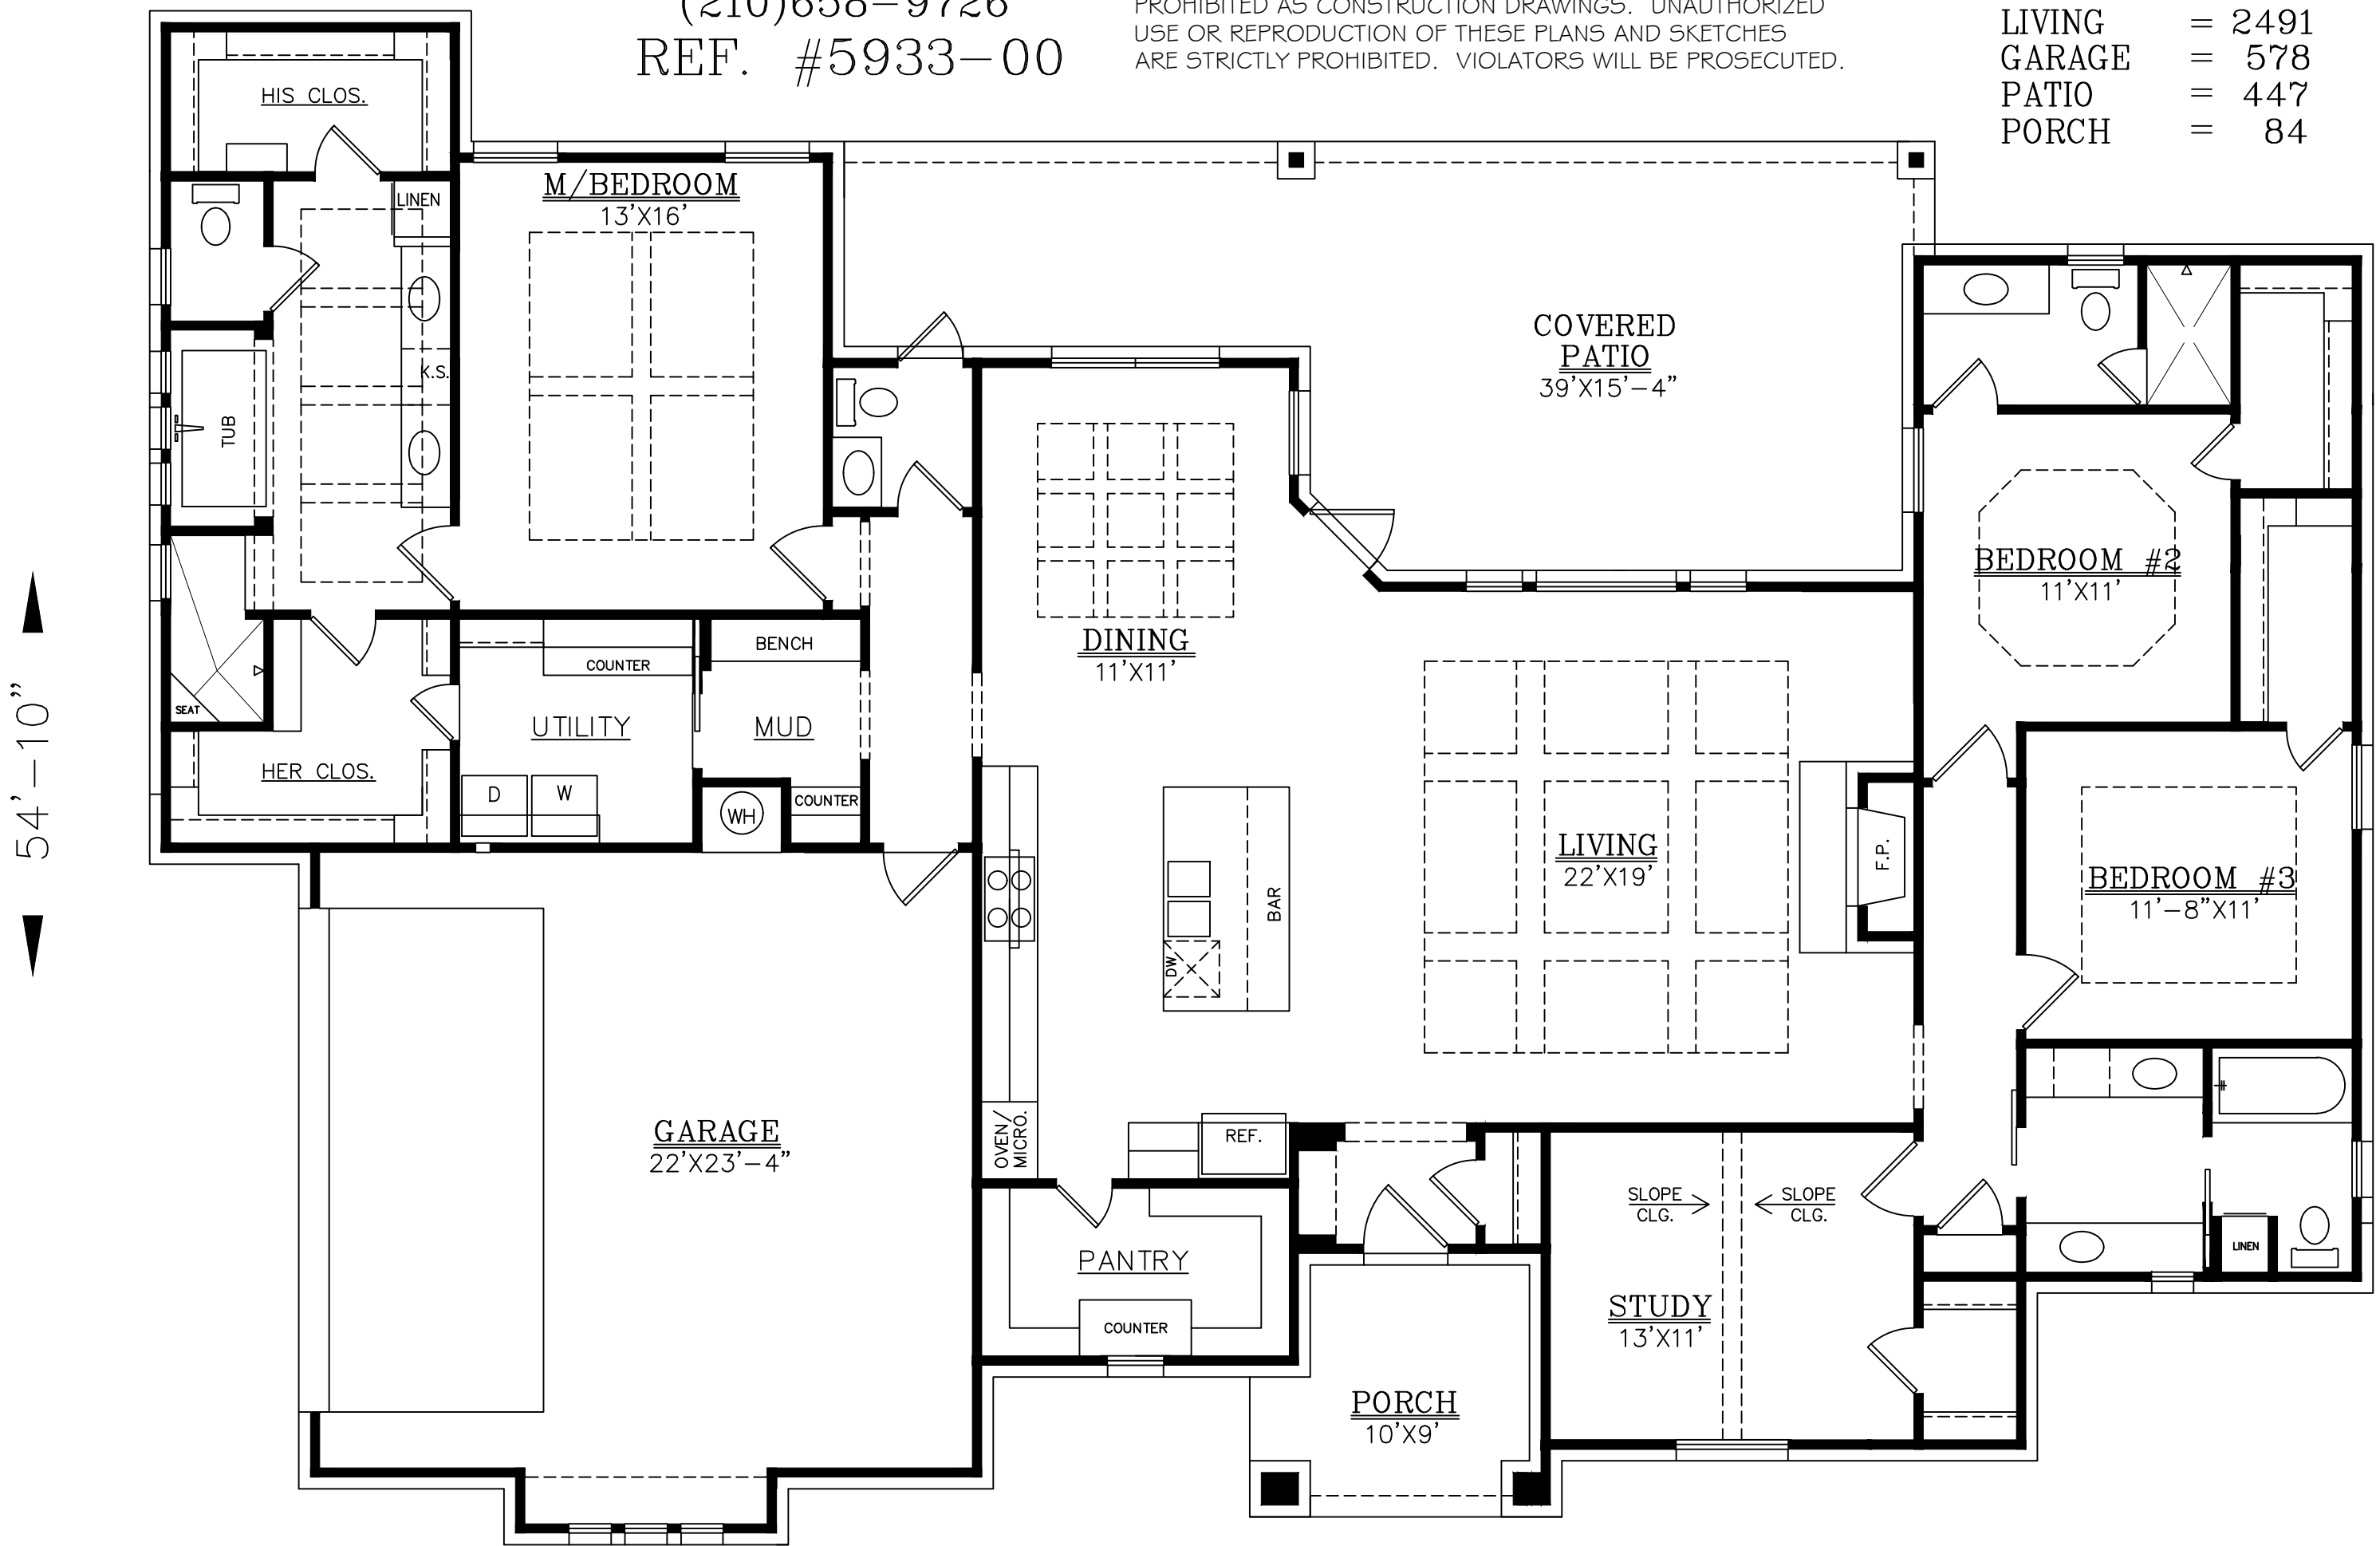 (210)658-9726
REF. #5933-00
PROHIBITED AS CONSTRUCTION DRAWINGS. UNAUTHORIZED
USE OR REPRODUCTION OF THESE PLANS AND SKETCHES
ARE STRICTLY PROHIBITED. VIOLATORS WILL BE PROSECUTED.
LIVING = 2491
GARAGE = 578
PATIO = 447
PORCH = 84
HIS CLOS.
LINEN
M/BEDROOM
13'X16'
K.S.
TUB
COVERED
PATIO
39'X15'-4"
BEDROOM #2
11'X11'
54'-10"
SEAT
HER CLOS.
COUNTER
UTILITY
D
W
BENCH
MUD
WH
COUNTER
DINING
11'X11'
LIVING
22'X19'
F.P.
BAR
DW
BEDROOM #3
11'-8"X11'
GARAGE
22'X23'-4"
OVEN/
MICRO.
REF.
PANTRY
COUNTER
SLOPE
CLG.
SLOPE
CLG.
STUDY
13'X11'
LINEN
PORCH
10'X9'